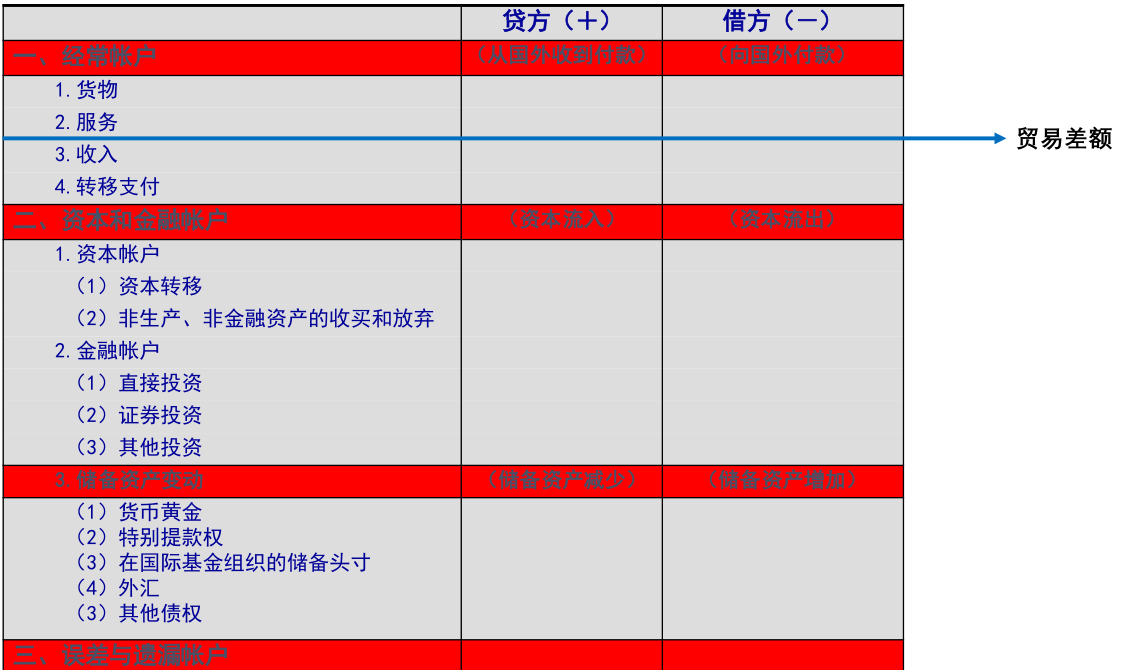 贷方（＋） 借方（－）
一、经常帐户 （从国外收到付款） （向国外付款）
1.货物
2.服务
贸易差额
3.收入
4.转移支付
二、资本和金融帐户 （资本流入） （资本流出）
1.资本帐户
（1）资本转移
（2）非生产、非金融资产的收买和放弃
2.金融帐户
（1）直接投资
（2）证券投资
（3）其他投资
3.储备资产变动 （储备资产减少） （储备资产增加）
（1）货币黄金
（2）特别提款权
（3）在国际基金组织的储备头寸
（4）外汇
（3）其他债权
三、误差与遗漏帐户